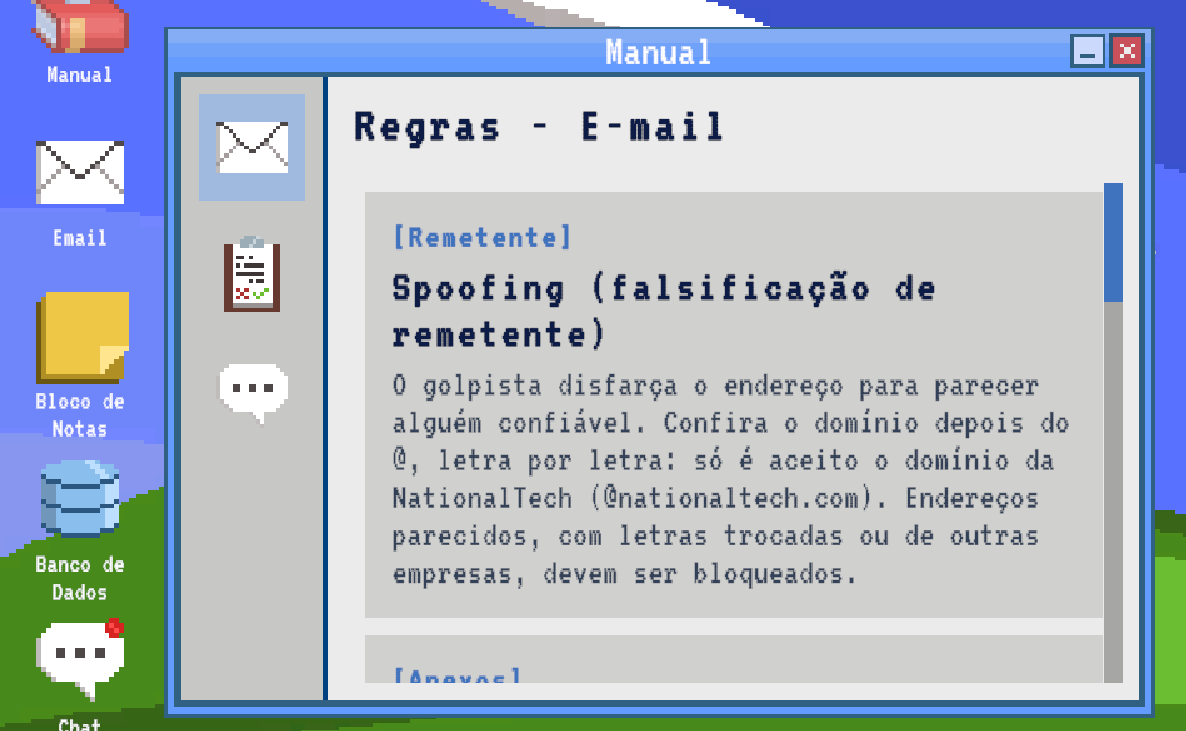 Manual
Manual
Regras - E-mail
Email
Bloco de
Notas
Banco de
Dados
Chat
[Remetente]
Spoofing (falsificação de
remetente)
O golpista disfarça o endereço para parecer
alguém confiável. Confira o domínio depois do
@, letra por letra: só é aceito o domínio da
NationalTech (@nationaltech.com). Endereços
parecidos, com letras trocadas ou de outras
empresas, devem ser bloqueados.
[Anexos]